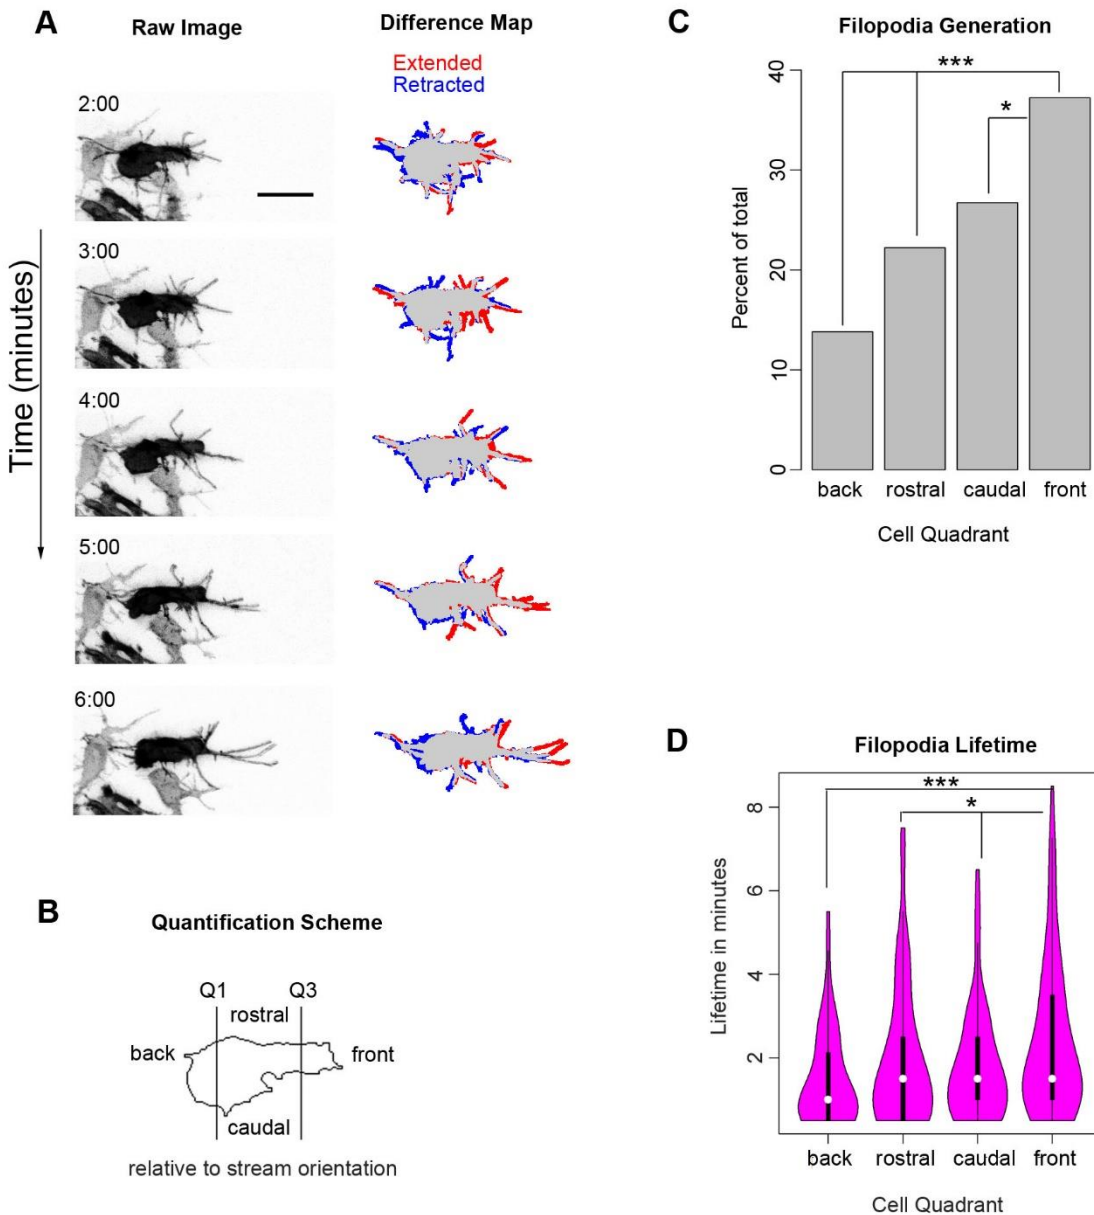 A
Raw Image
Difference Map
Extended
Retracted
Time (minutes)
2:00
3:00
4:00
5:00
6:00
B
Quantification Scheme
Q1
Q3
rostral
back
front
caudal
relative to stream orientation
C
Filopodia Generation
Percent of total
40
30
20
10
0
***
*
back
rostral
caudal
front
Cell Quadrant
D
Filopodia Lifetime
Lifetime in minutes
8
6
4
2
***
*
back
rostral
caudal
front
Cell Quadrant